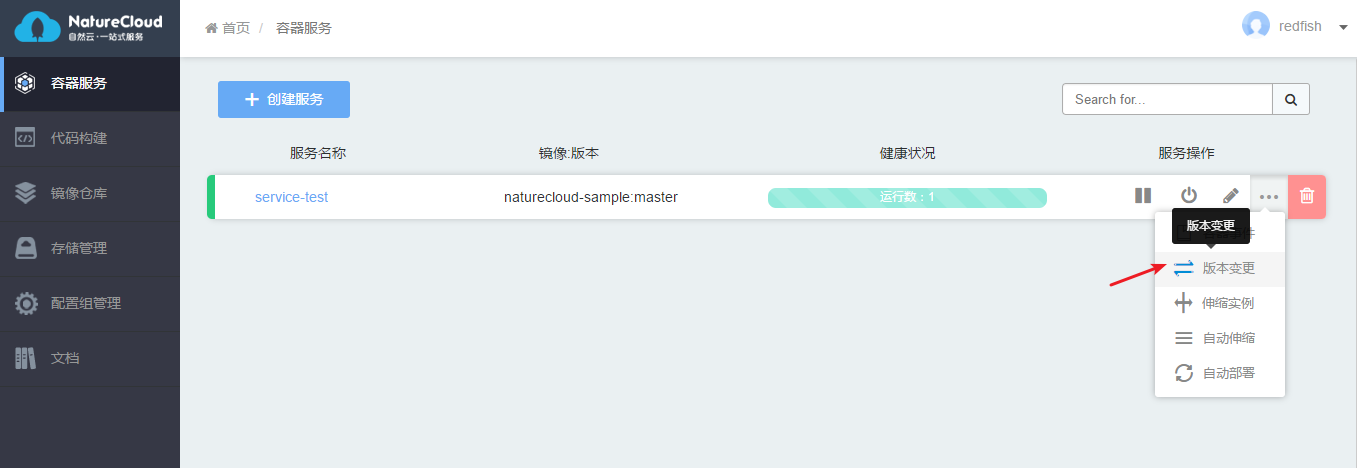 NatureCloud
自然云·一站式服务
首页 / 容器服务
redfish
容器服务
代码构建
镜像仓库
存储管理
配置组管理
文档
创建服务
Search for...
服务名称 镜像:版本 健康状况 服务操作
service-test naturecloud-sample:master 运行数：1
版本变更
件
版本变更
伸缩实例
自动伸缩
自动部署